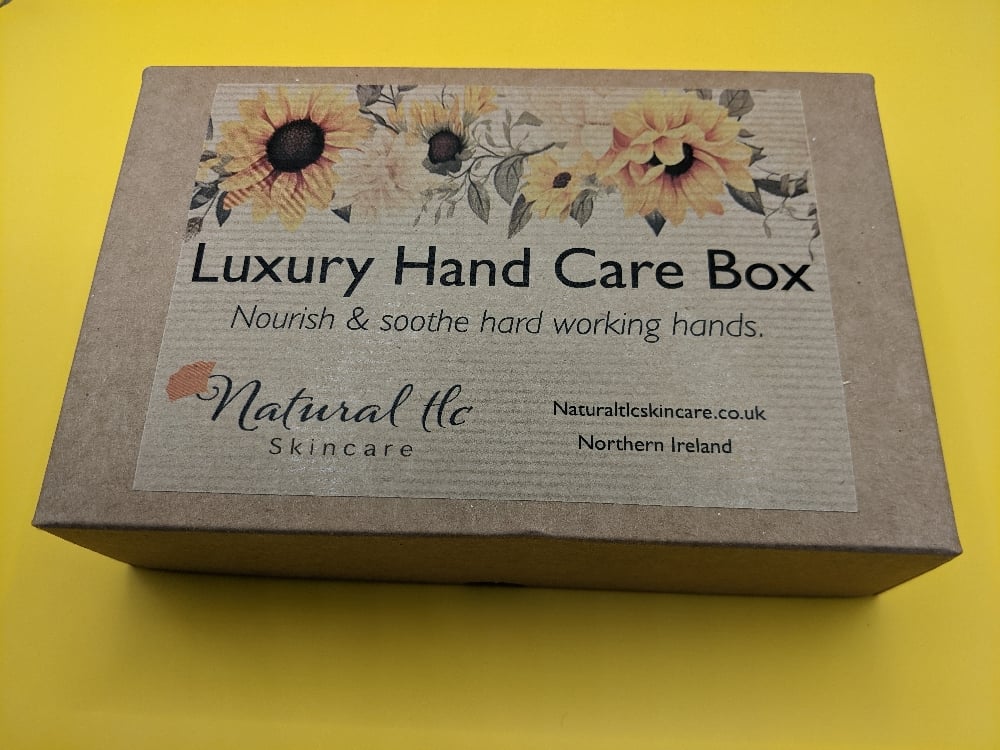 Luxury Hand Care Box
Nourish & soothe hard working hands.
Natural tlc
Skincare
Naturaltlcskincare.co.uk
Northern Ireland